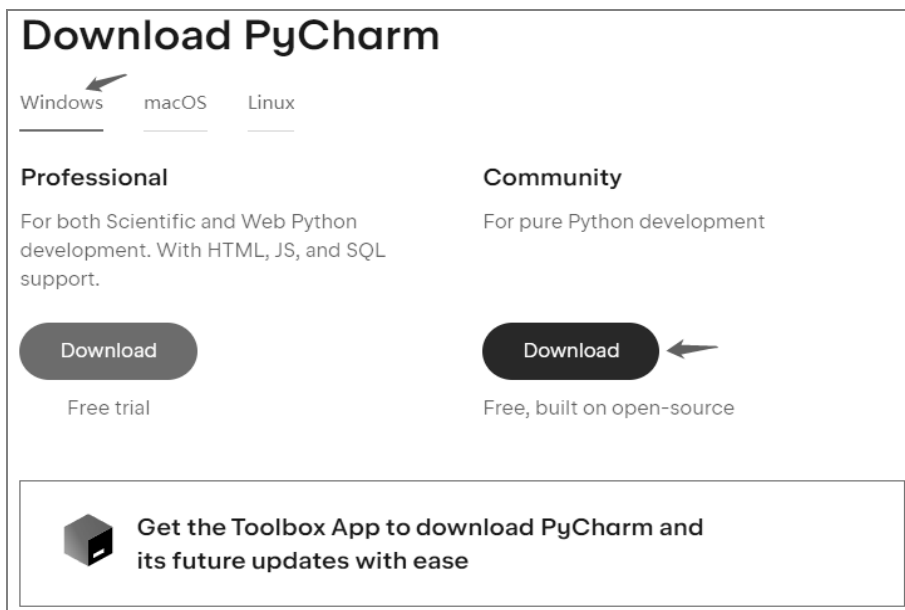 Download PyCharm
Windows macOS Linux
Professional
For both Scientific and Web Python
development. With HTML, JS, and SQL
support.
Download
Free trial
Community
For pure Python development
Download
Free, built on open-source
Get the Toolbox App to download PyCharm and
its future updates with ease